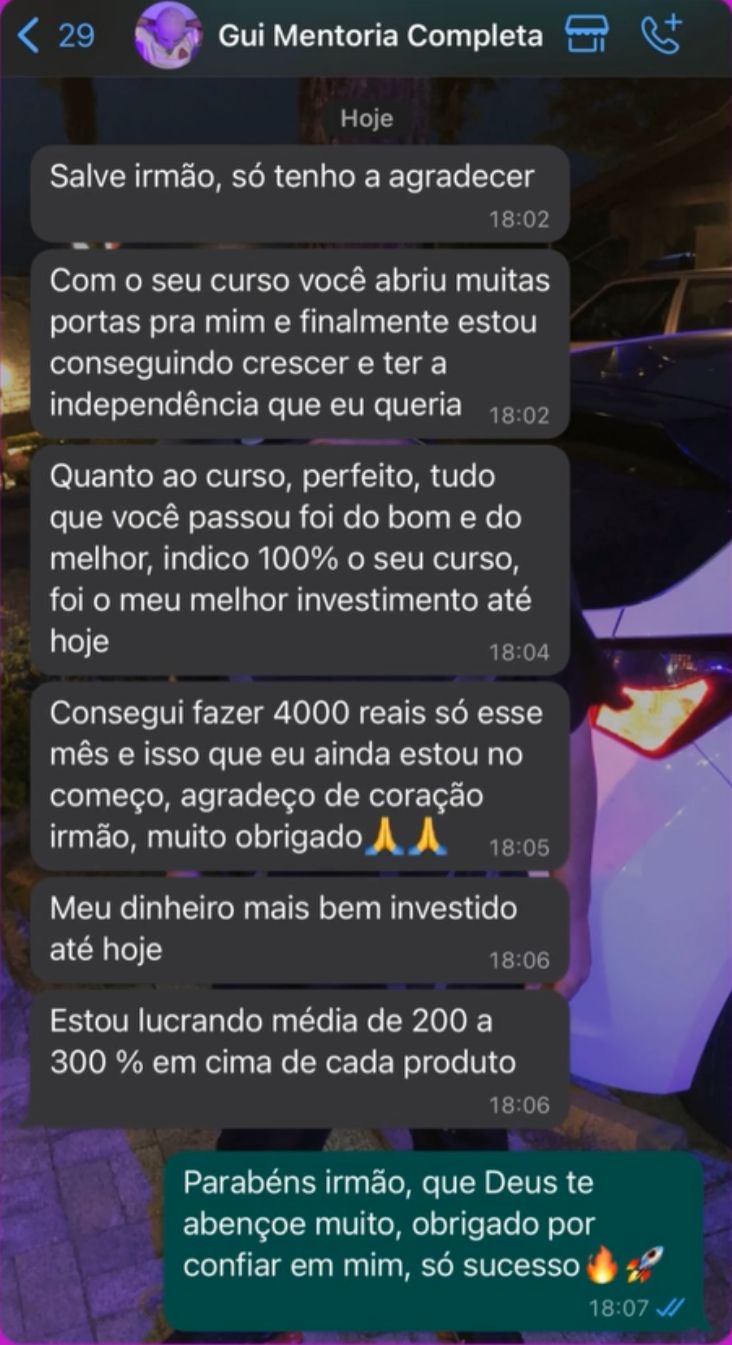 29 Gui Mentoria Completa
Hoje
Salve irmão, só tenho a agradecer
18:02
Com o seu curso você abriu muitas
portas pra mim e finalmente estou
conseguindo crescer e ter a
independência que eu queria 18:02
Quanto ao curso, perfeito, tudo
que você passou foi do bom e do
melhor, indico 100% o seu curso,
foi o meu melhor investimento até
hoje 18:04
Consegui fazer 4000 reais só esse
mês e isso que eu ainda estou no
começo, agradeço de coração
irmão, muito obrigado🙏🙏 18:05
Meu dinheiro mais bem investido
até hoje 18:06
Estou lucrando média de 200 a
300 % em cima de cada produto
18:06
Parabéns irmão, que Deus te
abençoe muito, obrigado por
confiar em mim, só sucesso🔥🚀
18:07